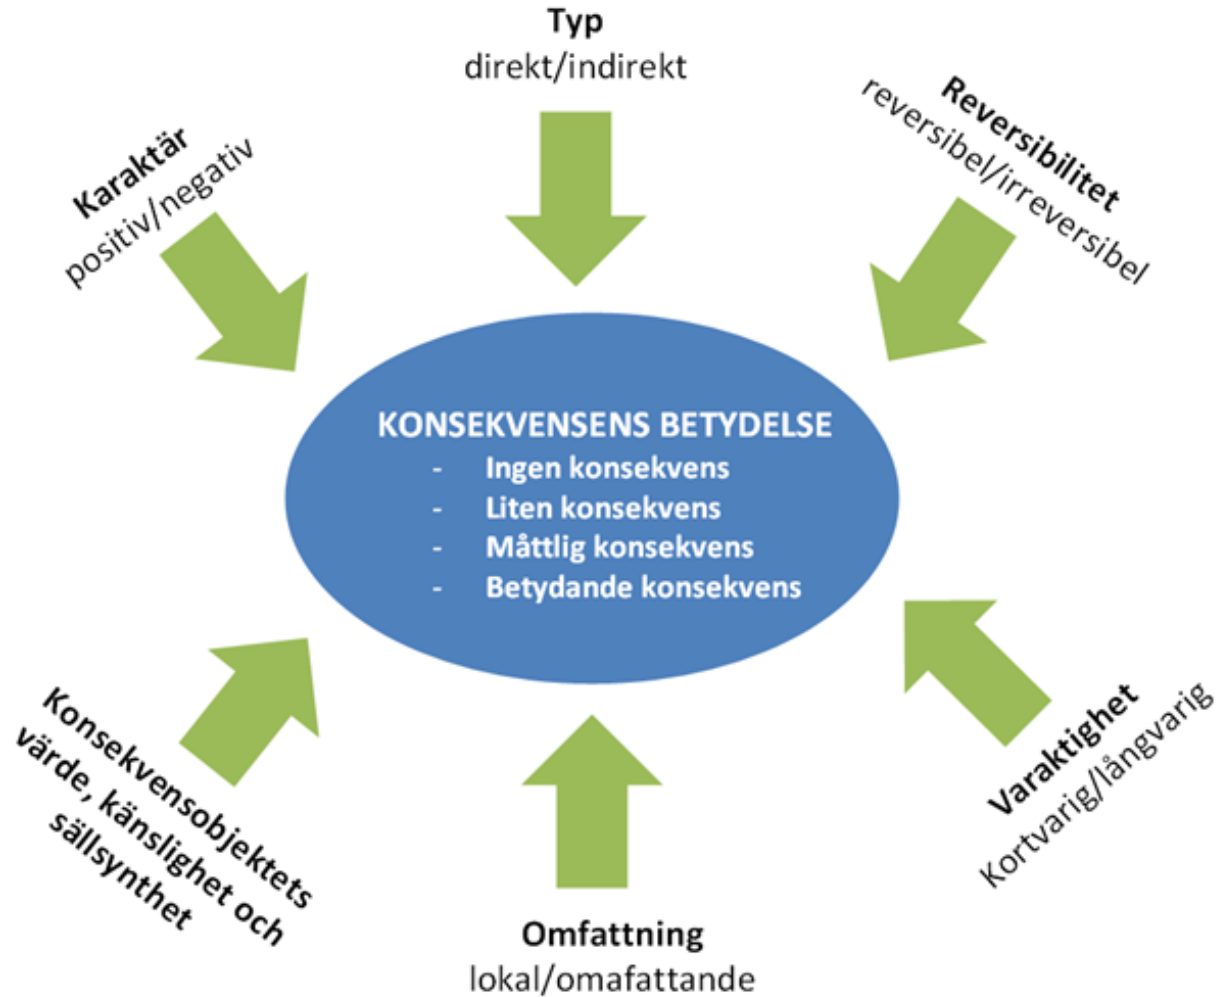 Typ
direkt/indirekt
Karaktär
positiv/negativ
Reversibilitet
reversibel/irreversibel
KONSEKVENSENS BETYDELSE
- Ingen konsekvens
- Liten konsekvens
- Måttlig konsekvens
- Betydande konsekvens
Konsekvensobjektets
värde, känslighet och
sällsynthet
Varaktighet
Kortvarig/långvarig
Omfattning
lokal/omafattande